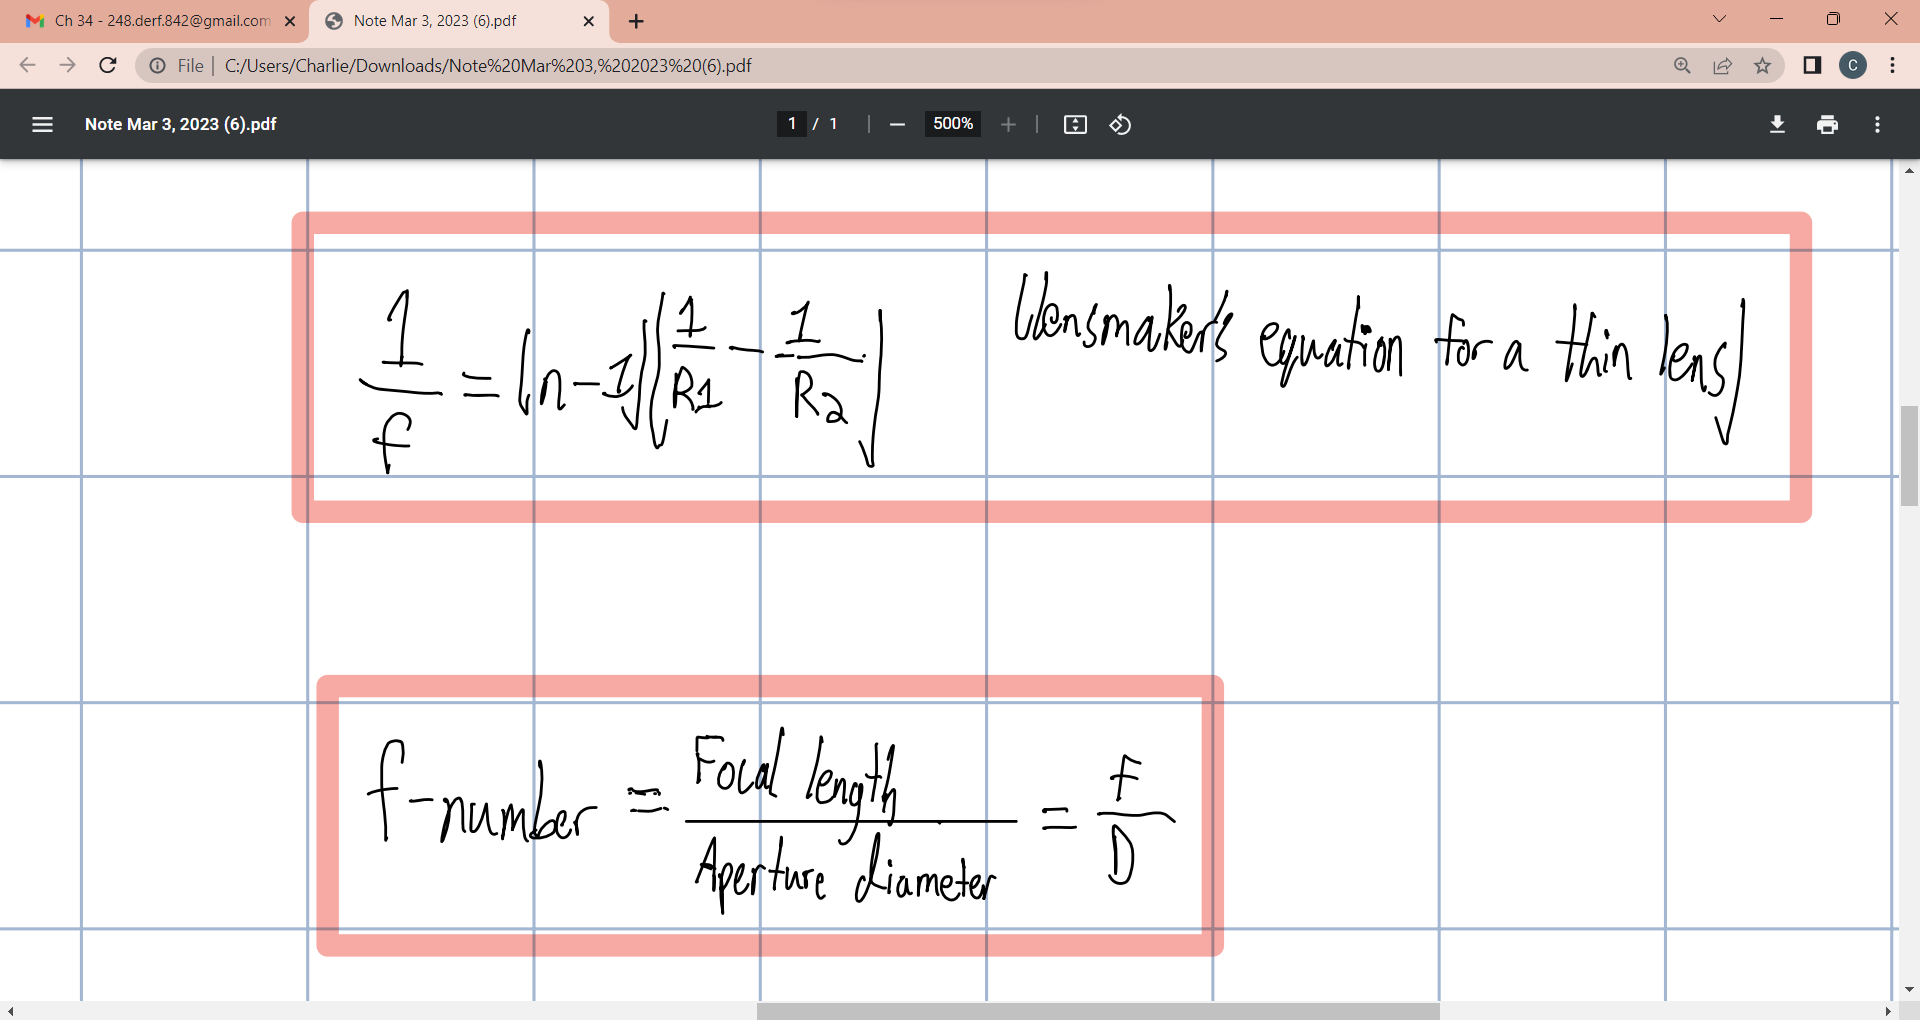 Ch 34 - 248.derf.842@gmail.com
Note Mar 3, 2023 (6).pdf
File | C:/Users/Charlie/Downloads/Note%20Mar%203,%202023%20(6).pdf
C
Note Mar 3, 2023 (6).pdf
1 / 1
500%
1/f = (n-1)(1/R1 - 1/R2) (lensmaker's equation for a thin lens)
f-number = Focal length / Aperture diameter = f/D